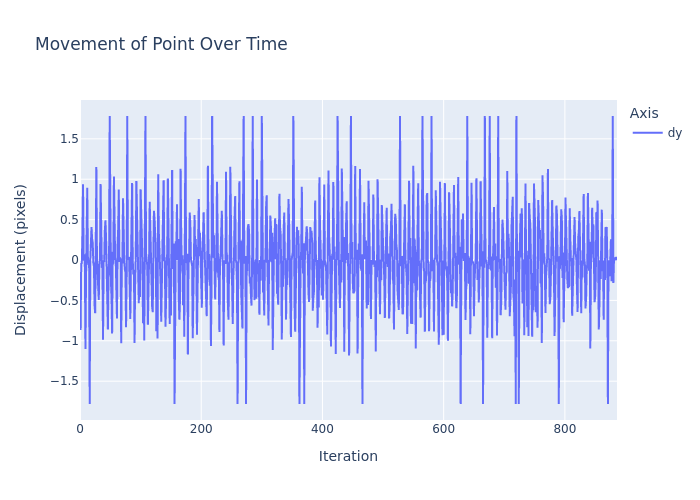 Movement of Point Over Time
Axis
dy
Displacement (pixels)
1.5
1
0.5
0
−0.5
−1
−1.5
0 200 400 600 800
Iteration